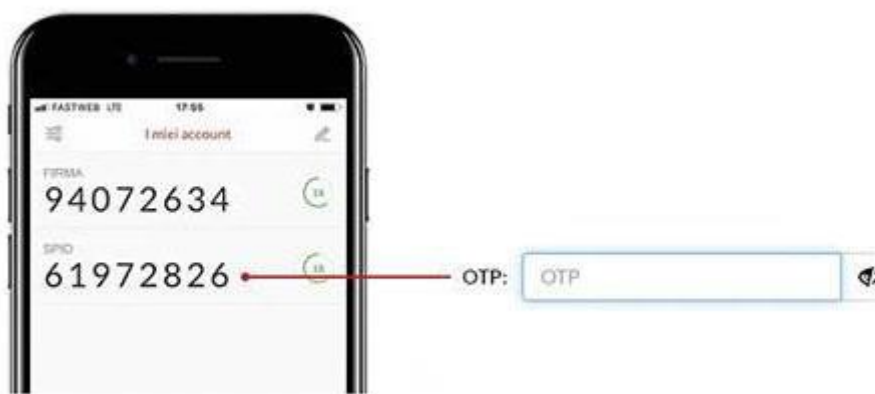 FASTWEB LTE 17:55
I miei account
FIRMA
94072634
SPID
61972826
OTP: OTP